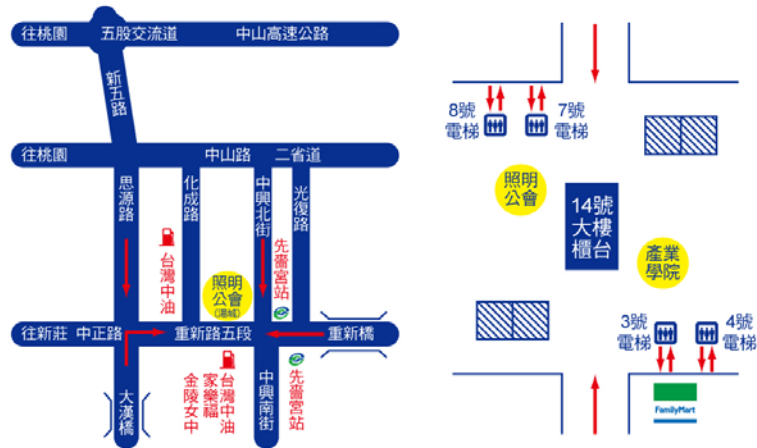 往桃園 五股交流道 中山高速公路
新五路
往桃園 中山路 二省道
思源路
化成路
中興北街
光復路
台灣中油
照明
公會
(湯城)
先嗇宮站
往新莊 中正路 重新路五段 重新橋
大漢橋
金陵女中
家樂福
台灣中油
中興南街
先嗇宮站
8號
電梯
7號
電梯
照明
公會
14號
大樓
櫃台
產業
學院
3號
電梯
4號
電梯
FamilyMart